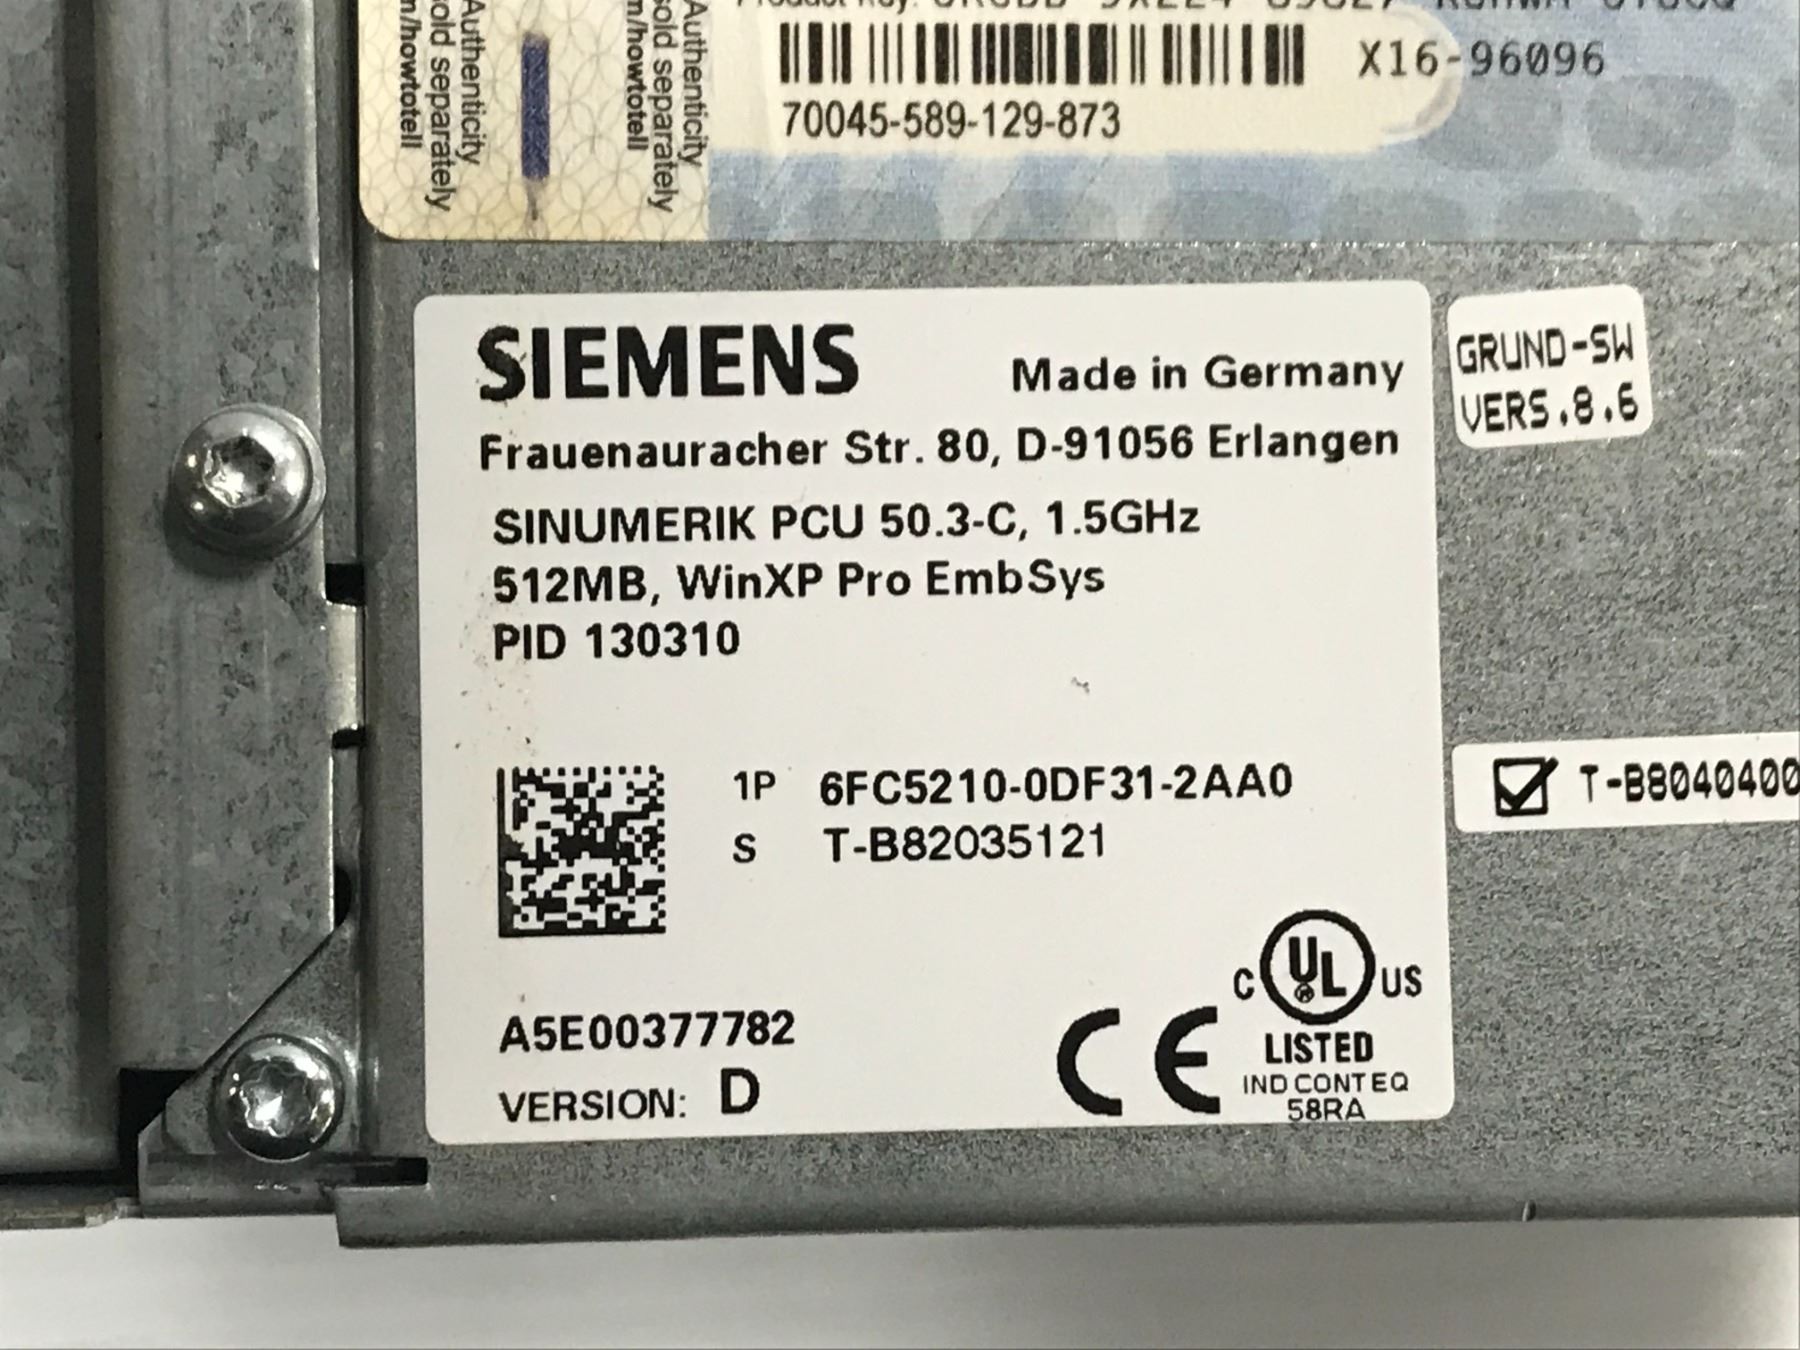 Authenticity
sold separately
m/howtotell
Authenticity
sold separately
m/howtotell
X16-96096
70045-589-129-873
SIEMENS
Made in Germany
Frauenauracher Str. 80, D-91056 Erlangen
SINUMERIK PCU 50.3-C, 1.5GHz
512MB, WinXP Pro EmbSys
PID 130310
1P 6FC5210-0DF31-2AA0
S T-B82035121
A5E00377782
VERSION: D
CE
C UL US
LISTED
IND CONT EQ
58RA
GRUND-SW
VERS.8.6
T-B8040400